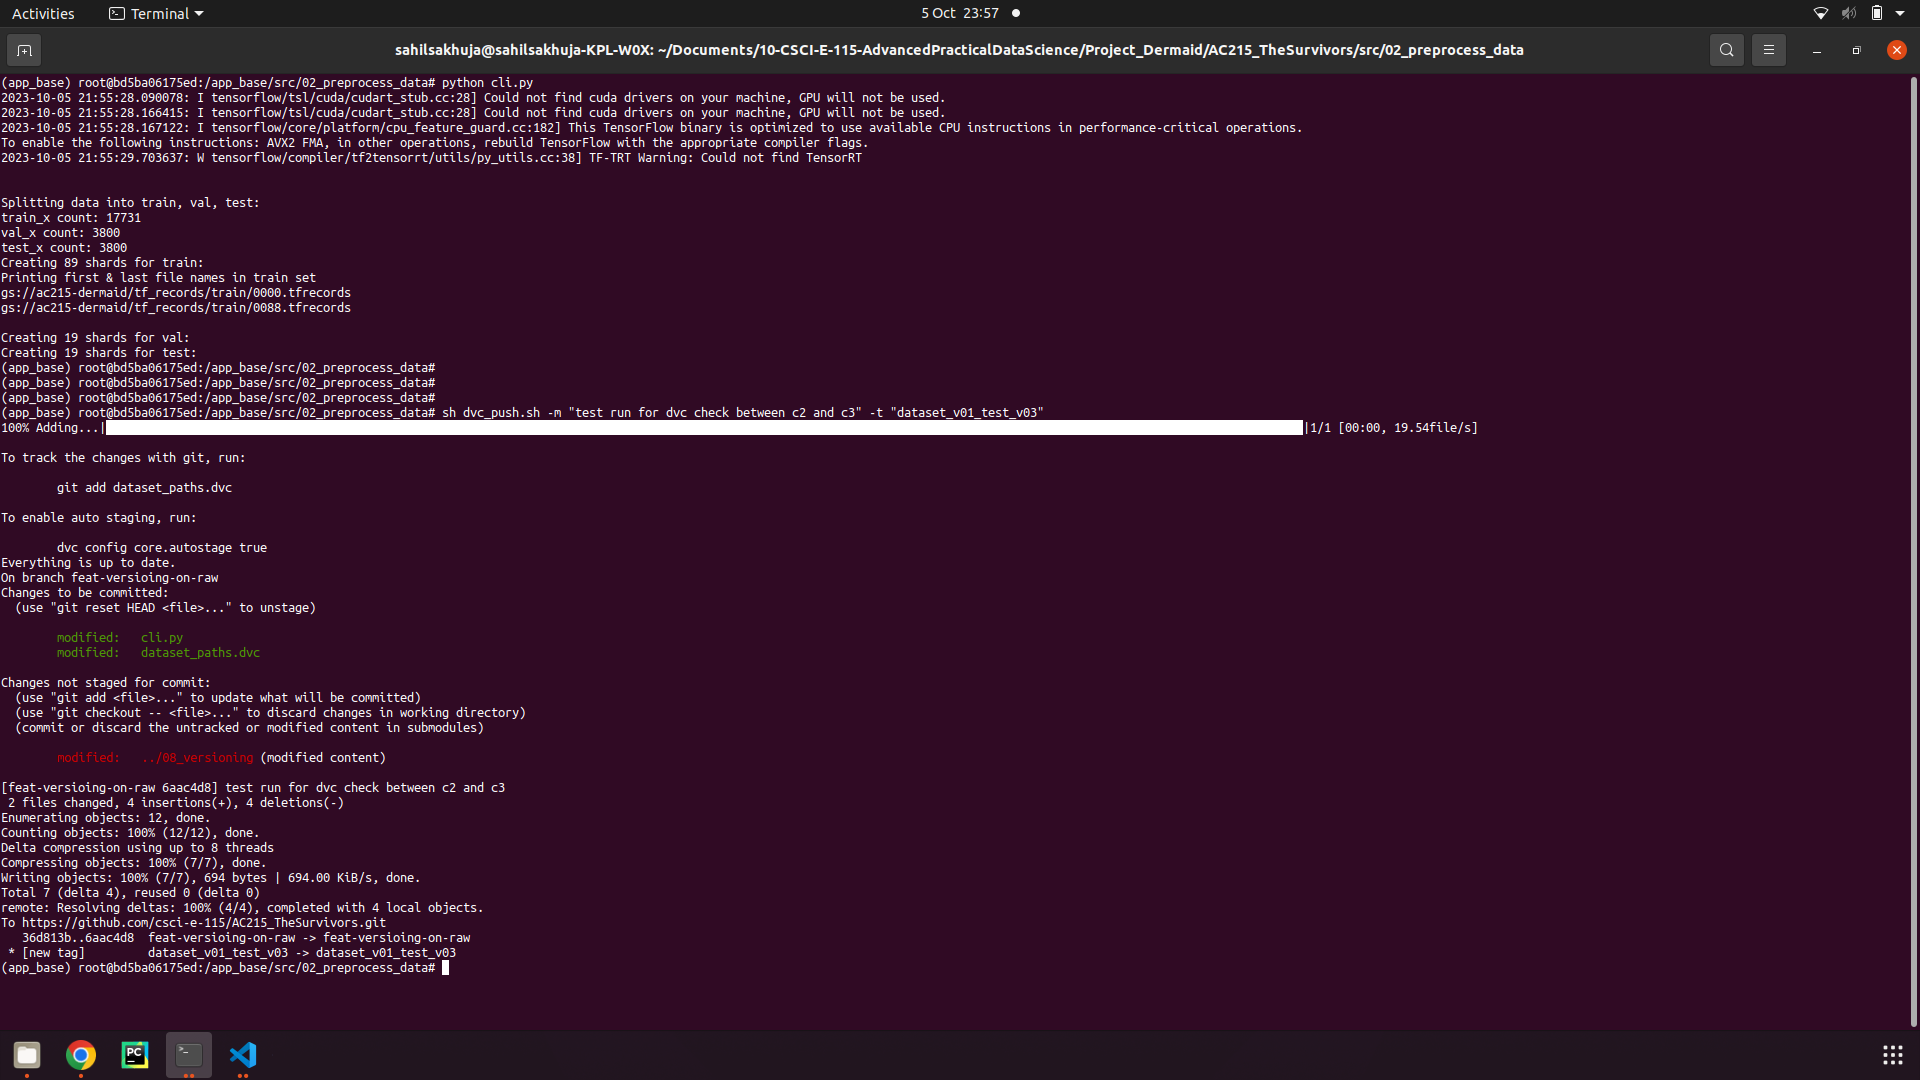 Activities Terminal 5 Oct 23:57
sahilsakhuja@sahilsakhuja-KPL-W0X: ~/Documents/10-CSCI-E-115-AdvancedPracticalDataScience/Project_Dermaid/AC215_TheSurvivors/src/02_preprocess_data
(app_base) root@bd5ba06175ed:/app_base/src/02_preprocess_data# python cli.py
2023-10-05 21:55:28.090078: I tensorflow/tsl/cuda/cudart_stub.cc:28] Could not find cuda drivers on your machine, GPU will not be used.
2023-10-05 21:55:28.166415: I tensorflow/tsl/cuda/cudart_stub.cc:28] Could not find cuda drivers on your machine, GPU will not be used.
2023-10-05 21:55:28.167122: I tensorflow/core/platform/cpu_feature_guard.cc:182] This TensorFlow binary is optimized to use available CPU instructions in performance-critical operations.
To enable the following instructions: AVX2 FMA, in other operations, rebuild TensorFlow with the appropriate compiler flags.
2023-10-05 21:55:29.703637: W tensorflow/compiler/tf2tensorrt/utils/py_utils.cc:38] TF-TRT Warning: Could not find TensorRT
Splitting data into train, val, test:
train_x count: 17731
val_x count: 3800
test_x count: 3800
Creating 89 shards for train:
Printing first & last file names in train set
gs://ac215-dermaid/tf_records/train/0000.tfrecords
gs://ac215-dermaid/tf_records/train/0088.tfrecords
Creating 19 shards for val:
Creating 19 shards for test:
(app_base) root@bd5ba06175ed:/app_base/src/02_preprocess_data#
(app_base) root@bd5ba06175ed:/app_base/src/02_preprocess_data#
(app_base) root@bd5ba06175ed:/app_base/src/02_preprocess_data#
(app_base) root@bd5ba06175ed:/app_base/src/02_preprocess_data# sh dvc_push.sh -m "test run for dvc check between c2 and c3" -t "dataset_v01_test_v03"
100% Adding...| |1/1 [00:00, 19.54file/s]
To track the changes with git, run:
git add dataset_paths.dvc
To enable auto staging, run:
dvc config core.autostage true
Everything is up to date.
On branch feat-versioing-on-raw
Changes to be committed:
(use "git reset HEAD <file>..." to unstage)
modified: cli.py
modified: dataset_paths.dvc
Changes not staged for commit:
(use "git add <file>..." to update what will be committed)
(use "git checkout -- <file>..." to discard changes in working directory)
(commit or discard the untracked or modified content in submodules)
modified: ../08_versioning (modified content)
[feat-versioing-on-raw 6aac4d8] test run for dvc check between c2 and c3
2 files changed, 4 insertions(+), 4 deletions(-)
Enumerating objects: 12, done.
Counting objects: 100% (12/12), done.
Delta compression using up to 8 threads
Compressing objects: 100% (7/7), done.
Writing objects: 100% (7/7), 694 bytes | 694.00 KiB/s, done.
Total 7 (delta 4), reused 0 (delta 0)
remote: Resolving deltas: 100% (4/4), completed with 4 local objects.
To https://github.com/csci-e-115/AC215_TheSurvivors.git
36d813b..6aac4d8 feat-versioing-on-raw -> feat-versioing-on-raw
* [new tag] dataset_v01_test_v03 -> dataset_v01_test_v03
(app_base) root@bd5ba06175ed:/app_base/src/02_preprocess_data#
PC